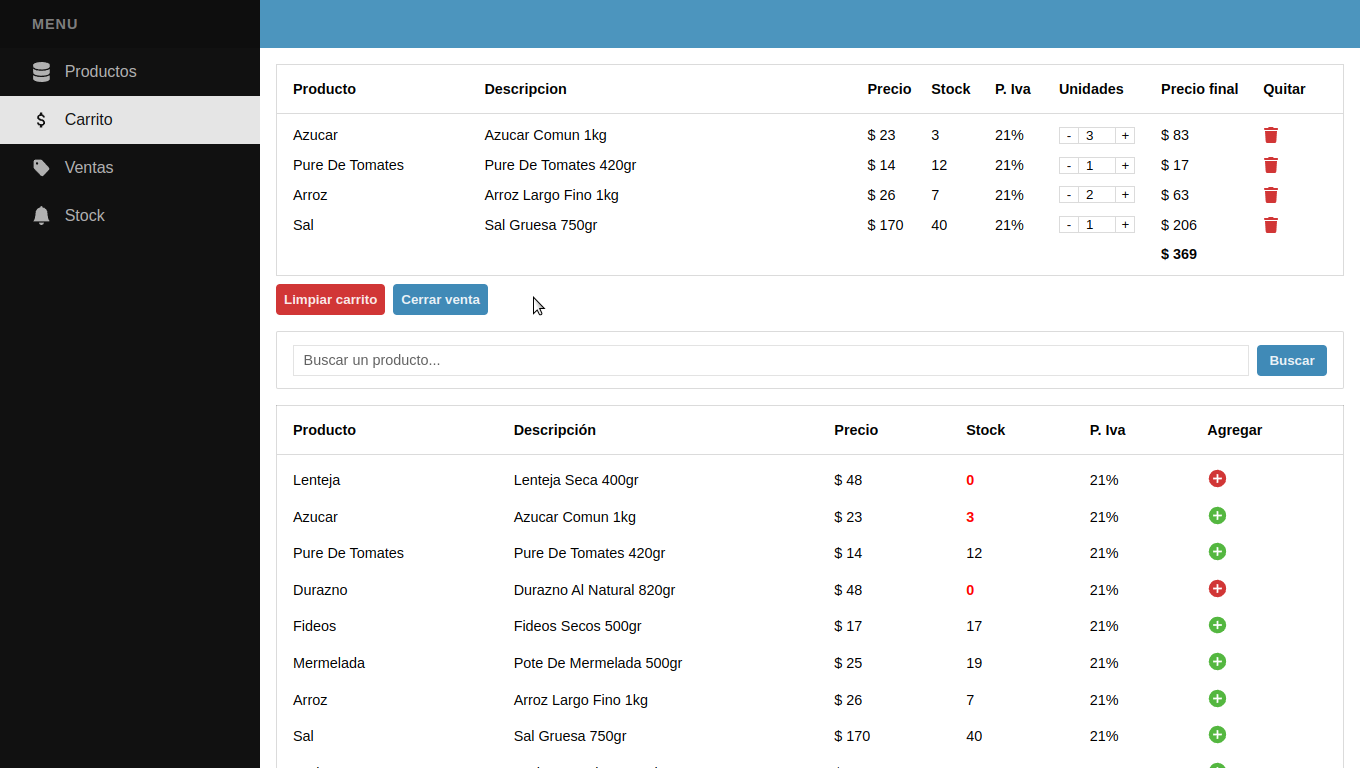 MENU
Productos
Carrito
Ventas
Stock
Producto Descripcion Precio Stock P. Iva Unidades Precio final Quitar
Azucar Azucar Comun 1kg $ 23 3 21% - 3 + $ 83
Pure De Tomates Pure De Tomates 420gr $ 14 12 21% - 1 + $ 17
Arroz Arroz Largo Fino 1kg $ 26 7 21% - 2 + $ 63
Sal Sal Gruesa 750gr $ 170 40 21% - 1 + $ 206
$ 369
Limpiar carrito Cerrar venta
Buscar un producto... Buscar
Producto Descripción Precio Stock P. Iva Agregar
Lenteja Lenteja Seca 400gr $ 48 0 21%
Azucar Azucar Comun 1kg $ 23 3 21%
Pure De Tomates Pure De Tomates 420gr $ 14 12 21%
Durazno Durazno Al Natural 820gr $ 48 0 21%
Fideos Fideos Secos 500gr $ 17 17 21%
Mermelada Pote De Mermelada 500gr $ 25 19 21%
Arroz Arroz Largo Fino 1kg $ 26 7 21%
Sal Sal Gruesa 750gr $ 170 40 21%